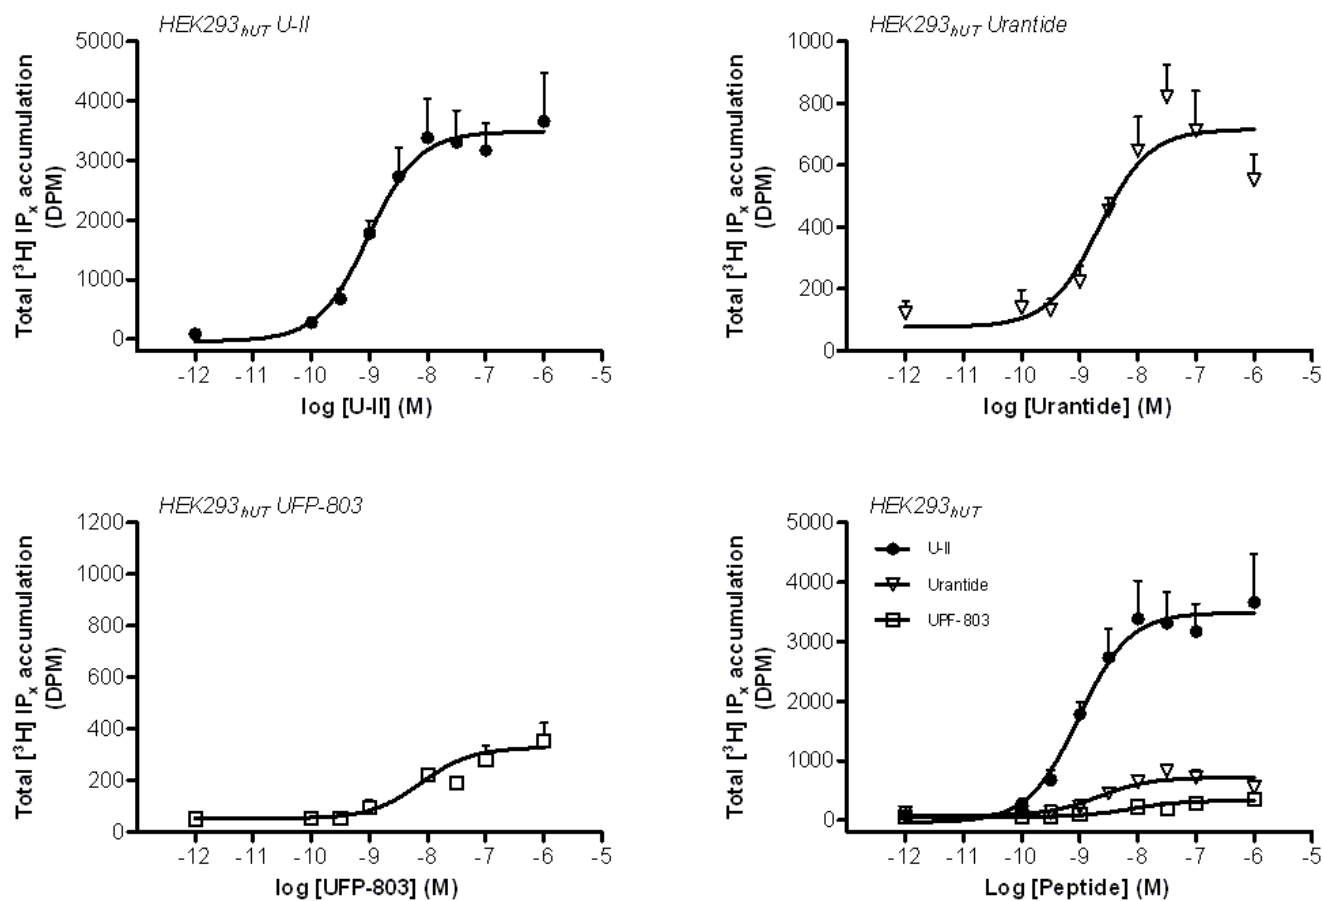 HEK293hUT U-II
5000
4000
3000
2000
1000
0
Total [³H] IPx accumulation
(DPM)
-12 -11 -10 -9 -8 -7 -6 -5
log [U-II] (M)
HEK293hUT Urantide
1000
800
600
400
200
0
Total [³H] IPx accumulation
(DPM)
-12 -11 -10 -9 -8 -7 -6 -5
log [Urantide] (M)
HEK293hUT UFP-803
1200
1000
800
600
400
200
0
Total [³H] IPx accumulation
(DPM)
-12 -11 -10 -9 -8 -7 -6 -5
log [UFP-803] (M)
HEK293hUT
U-II
Urantide
UPF-803
5000
4000
3000
2000
1000
0
Total [³H] IPx accumulation
(DPM)
-12 -11 -10 -9 -8 -7 -6 -5
Log [Peptide] (M)